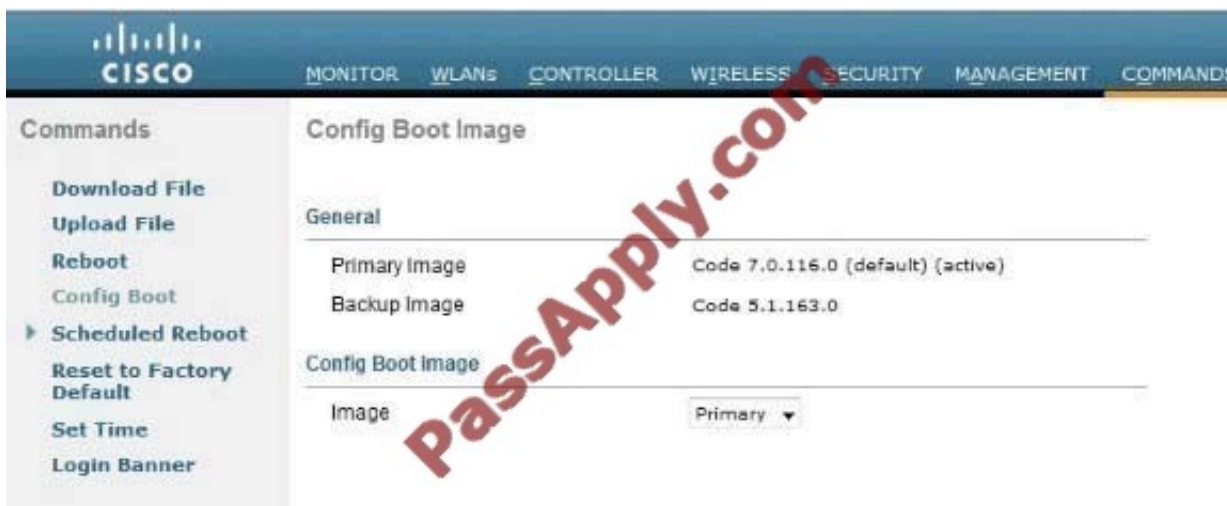 CISCO
MONITOR WLANs CONTROLLER WIRELESS SECURITY MANAGEMENT COMMANDS
Commands
Download File
Upload File
Reboot
Config Boot
Scheduled Reboot
Reset to Factory
Default
Set Time
Login Banner
Config Boot Image
General
Primary Image Code 7.0.116.0 (default) (active)
Backup Image Code 5.1.163.0
Config Boot Image
Image Primary
PassApply.com